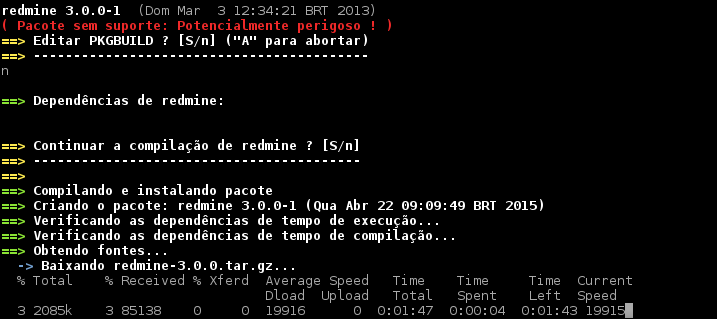 redmine 3.0.0-1  (Dom Mar  3 12:34:21 BRT 2013)
( Pacote sem suporte: Potencialmente perigoso ! )
==> Editar PKGBUILD ? [S/n] ("A" para abortar)
==> ------------------------------------------
n
==> Dependências de redmine:
==> Continuar a compilação de redmine ? [S/n]
==> -----------------------------------------
==>
==> Compilando e instalando pacote
==> Criando o pacote: redmine 3.0.0-1 (Qua Abr 22 09:09:49 BRT 2015)
==> Verificando as dependências de tempo de execução...
==> Verificando as dependências de tempo de compilação...
==> Obtendo fontes...
  -> Baixando redmine-3.0.0.tar.gz...
  % Total    % Received % Xferd  Average Speed   Time    Time     Time  Current
                                 Dload  Upload   Total   Spent    Left  Speed
  3 2085k    3 85138    0     0  19916      0  0:01:47  0:00:04  0:01:43 19915